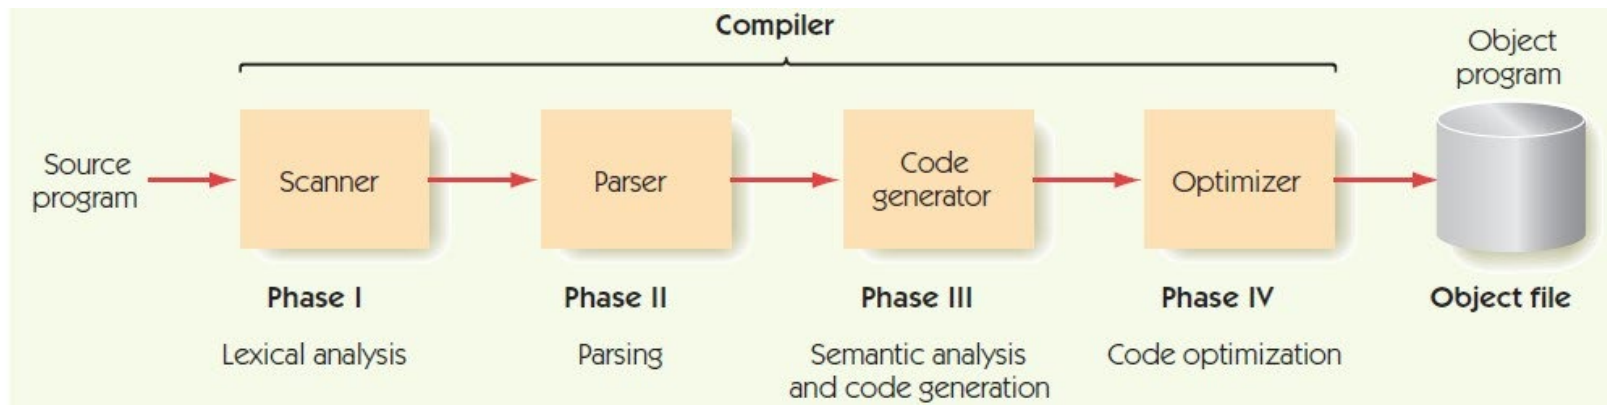 Compiler
Object
program
Source
program
Scanner
Parser
Code
generator
Optimizer
Phase I
Phase II
Phase III
Phase IV
Object file
Lexical analysis
Parsing
Semantic analysis
and code generation
Code optimization